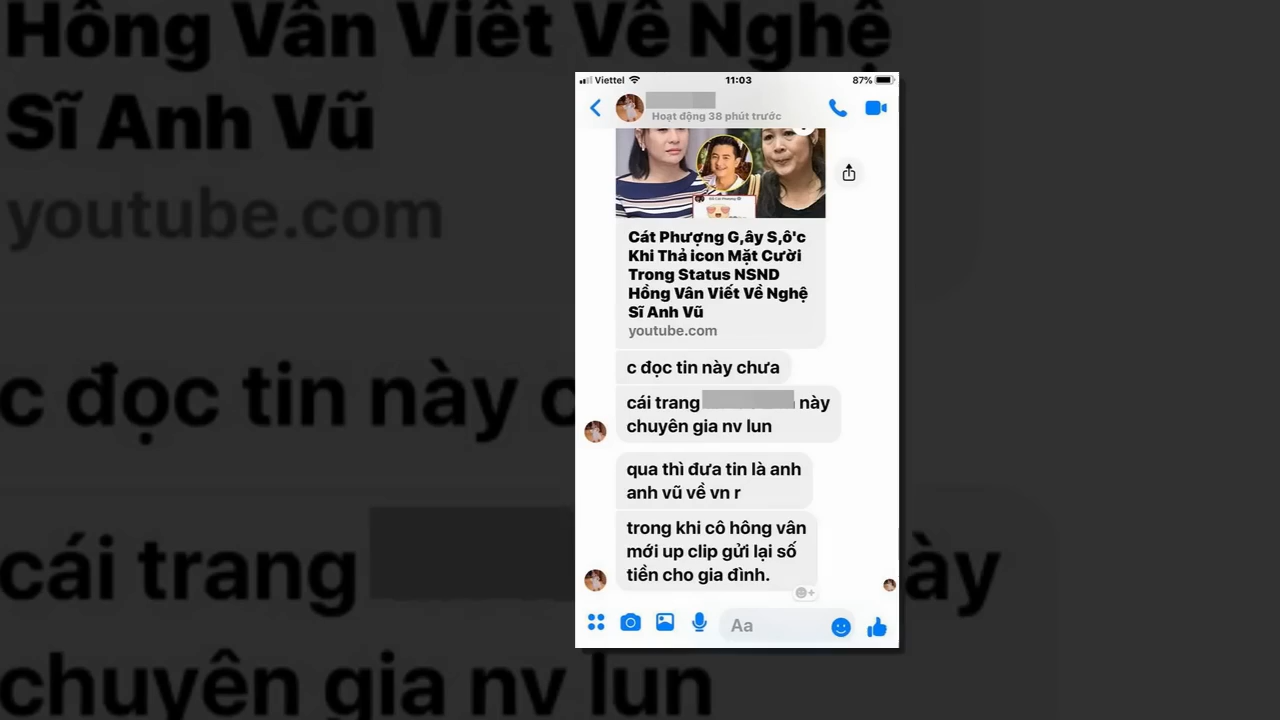 Hồng Vân Viết Về Nghệ
Sĩ Anh Vũ
youtube.com
c đọc tin này c
cái trang ày
chuyên gia nv lun
Viettel 11:03 87%
Hoạt động 38 phút trước
Cát Phượng G,ây S,ô'c
Khi Thả icon Mặt Cười
Trong Status NSND
Hồng Vân Viết Về Nghệ
Sĩ Anh Vũ
youtube.com
c đọc tin này chưa
cái trang này
chuyên gia nv lun
qua thì đưa tin là anh
anh vũ về vn r
trong khi cô hông vân
mới up clip gửi lại số
tiền cho gia đình.
Aa